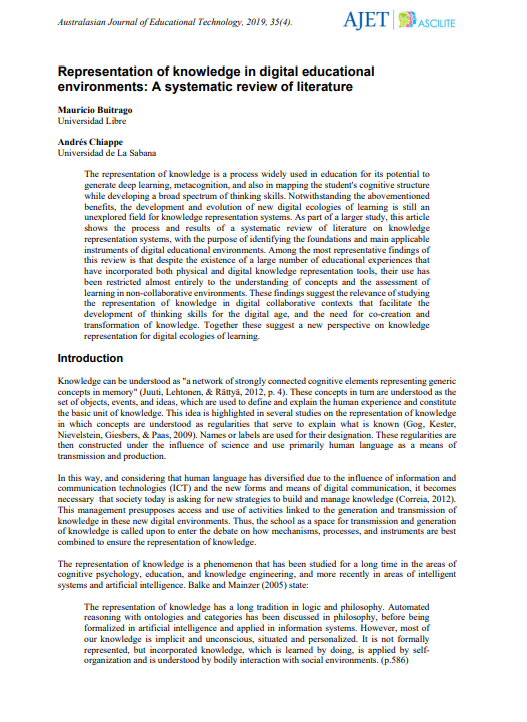 Australasian Journal of Educational Technology, 2019, 35(4).
AJET
ASCILITE
Representation of knowledge in digital educational
environments: A systematic review of literature
Mauricio Buitrago
Universidad Libre
Andrés Chiappe
Universidad de La Sabana
The representation of knowledge is a process widely used in education for its potential to
generate deep learning, metacognition, and also in mapping the student's cognitive structure
while developing a broad spectrum of thinking skills. Notwithstanding the abovementioned
benefits, the development and evolution of new digital ecologies of learning is still an
unexplored field for knowledge representation systems. As part of a larger study, this article
shows the process and results of a systematic review of literature on knowledge
representation systems, with the purpose of identifying the foundations and main applicable
instruments of digital educational environments. Among the most representative findings of
this review is that despite the existence of a large number of educational experiences that
have incorporated both physical and digital knowledge representation tools, their use has
been restricted almost entirely to the understanding of concepts and the assessment of
learning in non-collaborative environments. These findings suggest the relevance of studying
the representation of knowledge in digital collaborative contexts that facilitate the
development of thinking skills for the digital age, and the need for co-creation and
transformation of knowledge. Together these suggest a new perspective on knowledge
representation for digital ecologies of learning.
Introduction
Knowledge can be understood as "a network of strongly connected cognitive elements representing generic
concepts in memory" (Juuti, Lehtonen, & Rättyä, 2012, p. 4). These concepts in turn are understood as the
set of objects, events, and ideas, which are used to define and explain the human experience and constitute
the basic unit of knowledge. This idea is highlighted in several studies on the representation of knowledge
in which concepts are understood as regularities that serve to explain what is known (Gog, Kester,
Nievelstein, Giesbers, & Paas, 2009). Names or labels are used for their designation. These regularities are
then constructed under the influence of science and use primarily human language as a means of
transmission and production.
In this way, and considering that human language has diversified due to the influence of information and
communication technologies (ICT) and the new forms and means of digital communication, it becomes
necessary that society today is asking for new strategies to build and manage knowledge (Correia, 2012).
This management presupposes access and use of activities linked to the generation and transmission of
knowledge in these new digital environments. Thus, the school as a space for transmission and generation
of knowledge is called upon to enter the debate on how mechanisms, processes, and instruments are best
combined to ensure the representation of knowledge.
The representation of knowledge is a phenomenon that has been studied for a long time in the areas of
cognitive psychology, education, and knowledge engineering, and more recently in areas of intelligent
systems and artificial intelligence. Balke and Mainzer (2005) state:
The representation of knowledge has a long tradition in logic and philosophy. Automated
reasoning with ontologies and categories has been discussed in philosophy, before being
formalized in artificial intelligence and applied in information systems. However, most of
our knowledge is implicit and unconscious, situated and personalized. It is not formally
represented, but incorporated knowledge, which is learned by doing, is applied by self-
organization and is understood by bodily interaction with social environments. (p.586)